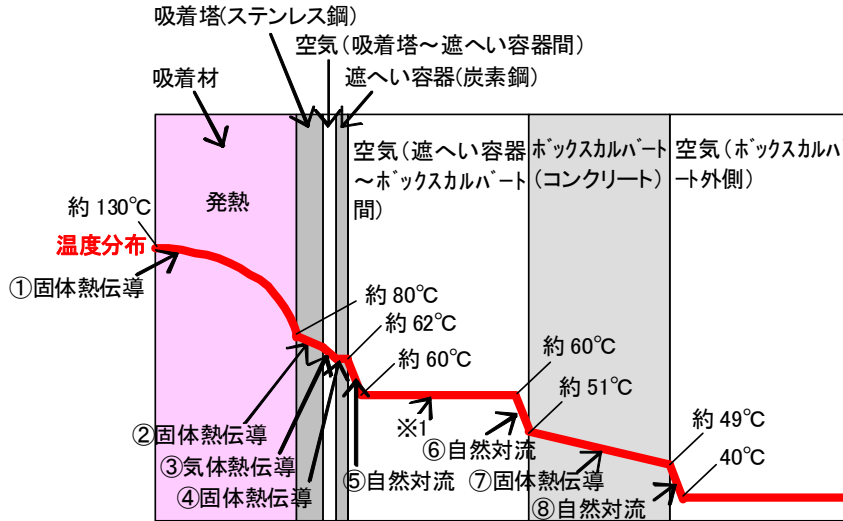 吸着塔(ステンレス鋼)
空気(吸着塔～遮へい容器間)
遮へい容器(炭素鋼)
吸着材
空気(遮へい容器
～ボックスカルバート
間)
ボックスカルバート
(コンクリート)
空気(ボックスカルバ
ート外側)
発熱
約 130℃
温度分布
①固体熱伝導
約 80℃
約 62℃
約 60℃
約 60℃
約 51℃
約 49℃
40℃
※1
②固体熱伝導
③気体熱伝導
④固体熱伝導
⑤自然対流
⑥自然対流
⑦固体熱伝導
⑧自然対流